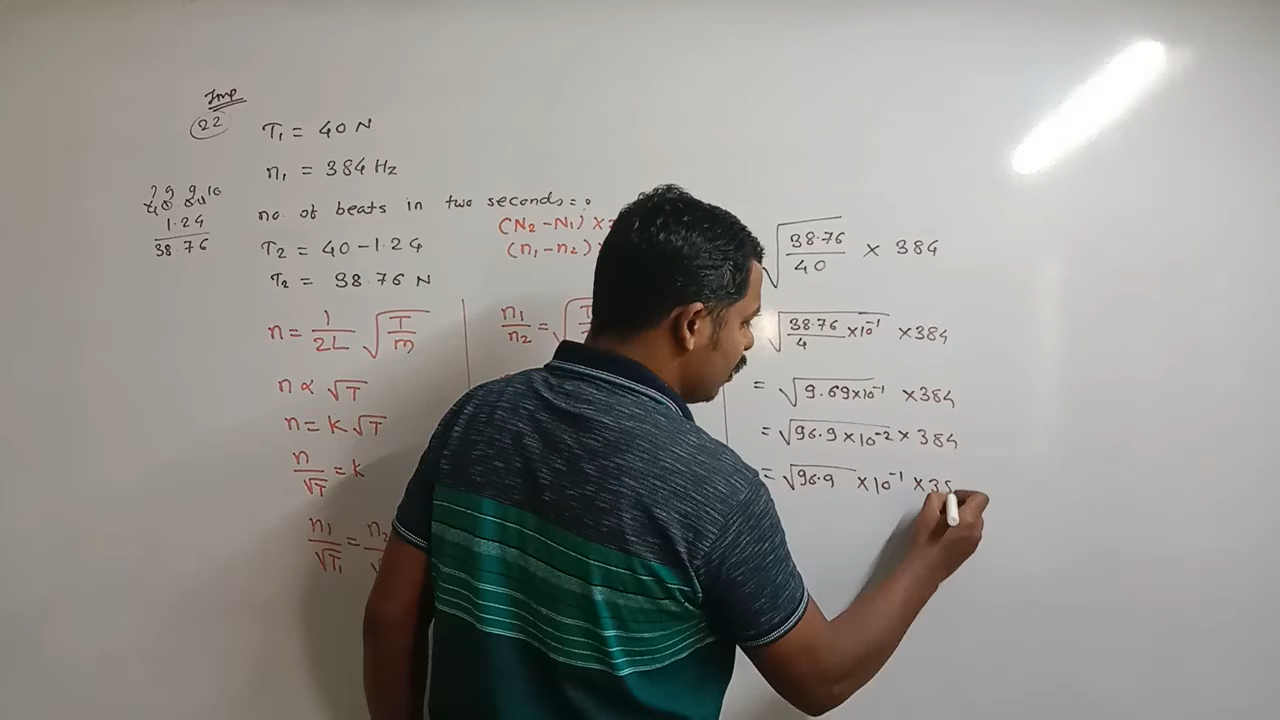 Imp
22
T₁ = 40 N
n₁ = 384 Hz
no. of beats in two seconds = ?
(N₂ - N₁) ×
(n₁ - n₂)
1.24
38.76
T₂ = 40 - 1.24
T₂ = 38.76 N
n = 1/2L √(T/m)
n ∝ √T
n = K √T
n/√T = K
n₁/√T₁ = n₂/√
n₁/n₂ = √
√(38.76/40) × 384
√(38.76/4 ×10⁻¹) ×384
= √(9.69×10⁻¹) ×384
= √(96.9 ×10⁻²) × 384
= √96.9 ×10⁻¹ ×38